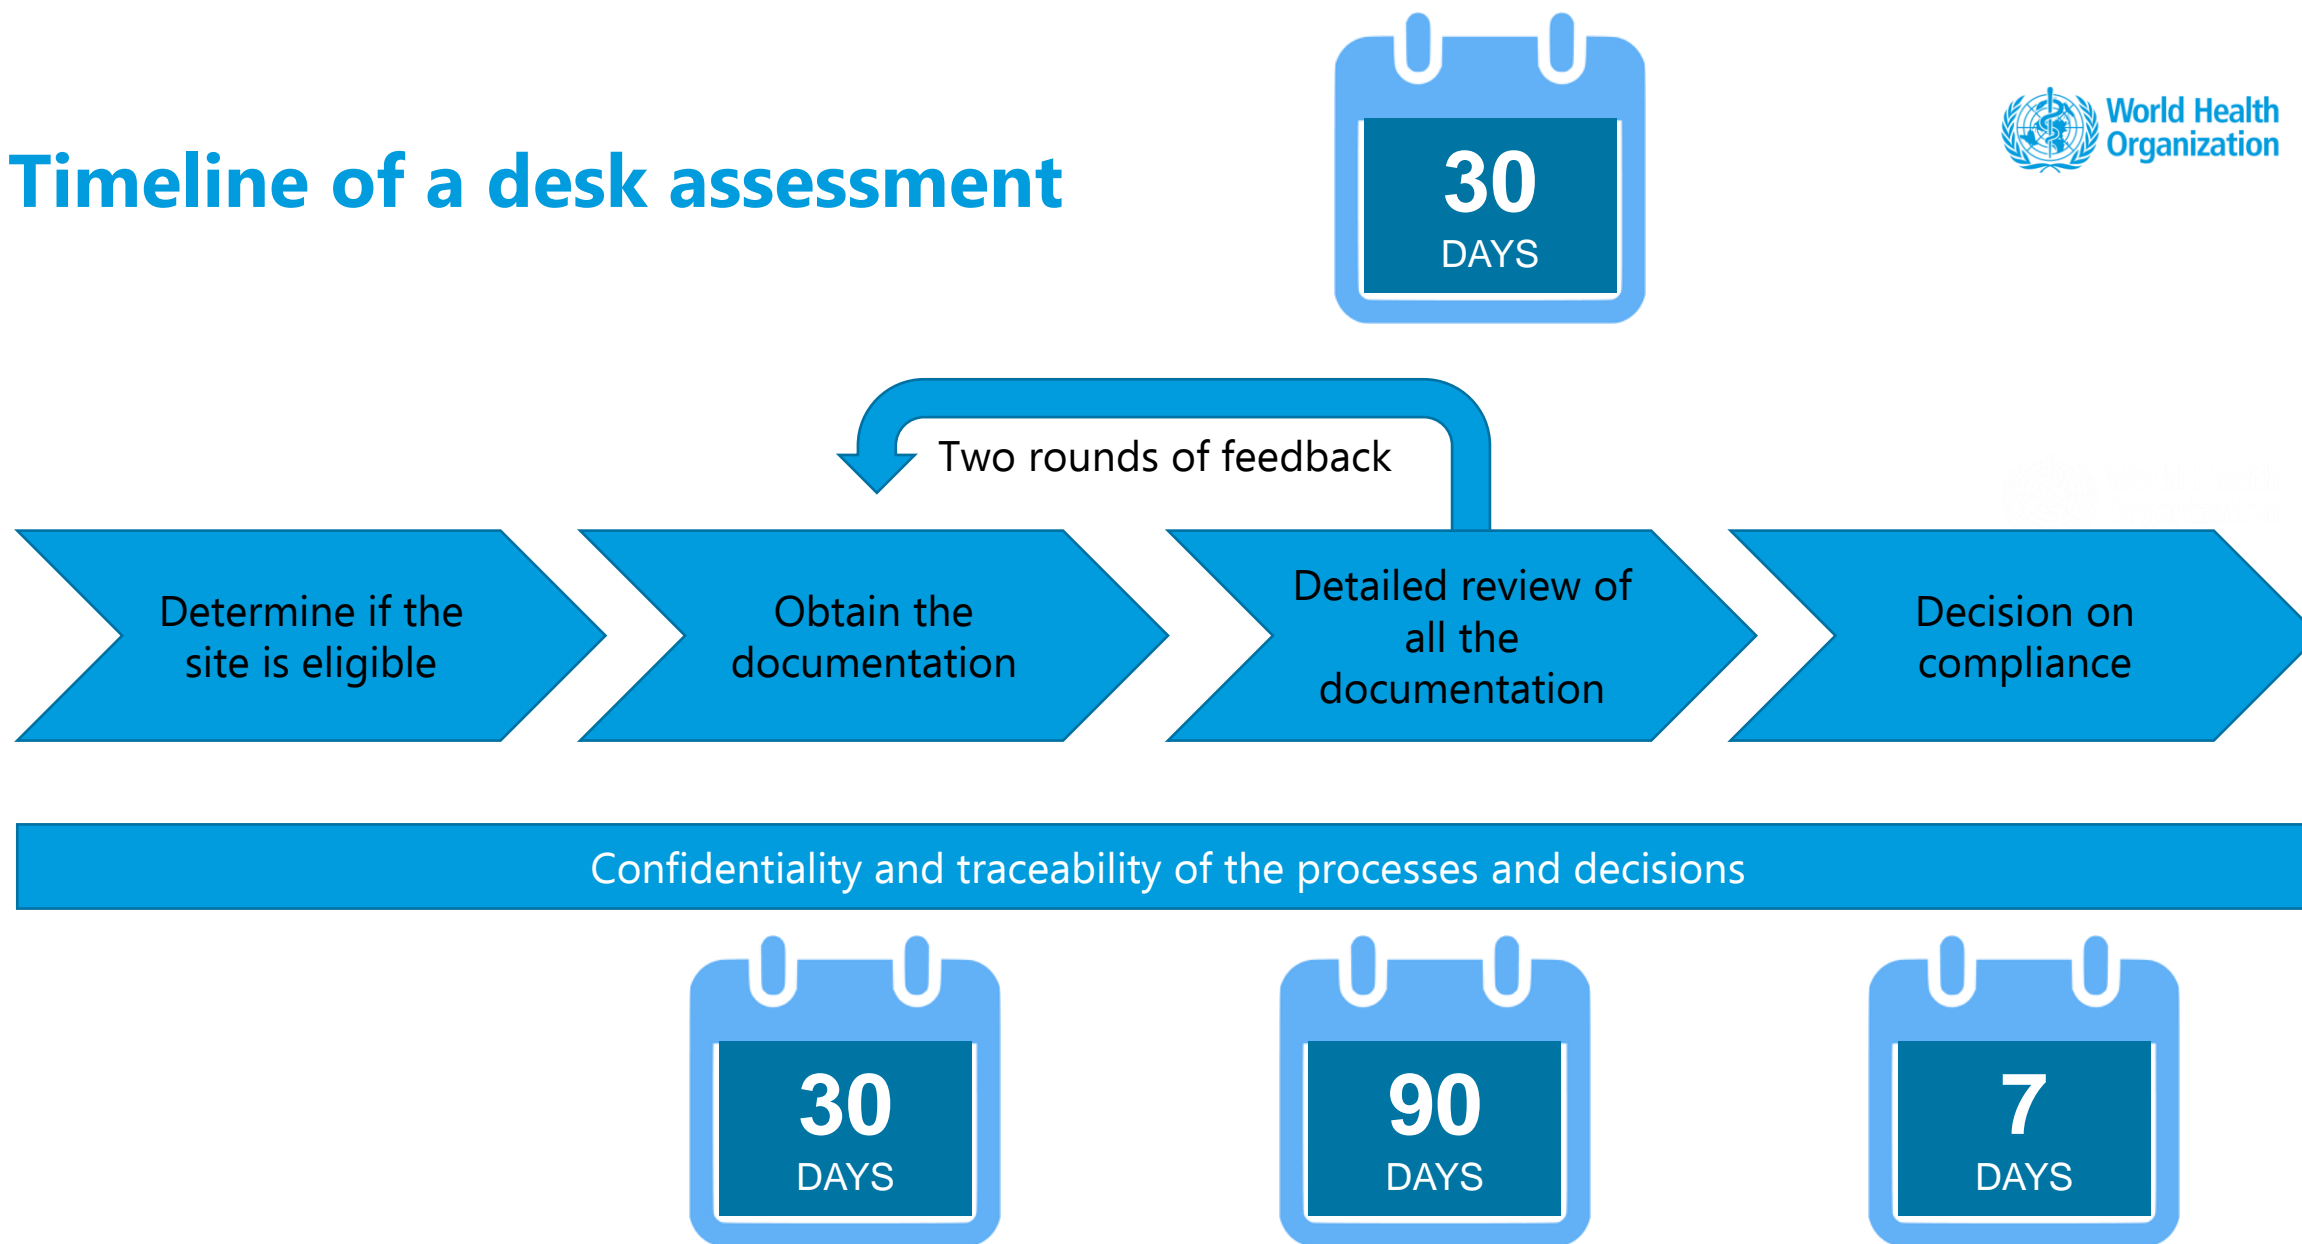 30
DAYS
World Health
Organization
Timeline of a desk assessment
Two rounds of feedback
Determine if the
site is eligible
Obtain the
documentation
Detailed review of
all the
documentation
Decision on
compliance
Confidentiality and traceability of the processes and decisions
30
DAYS
90
DAYS
7
DAYS